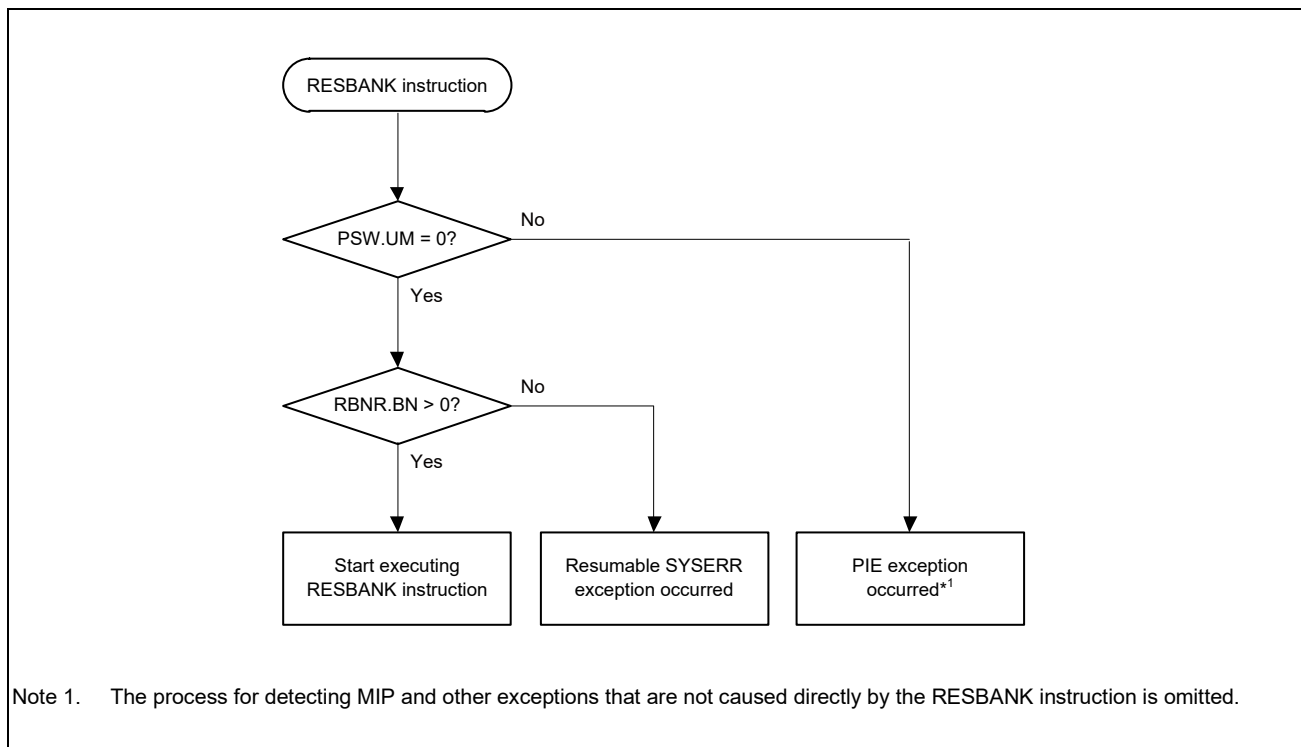 RESBANK instruction
No
PSW.UM = 0?
Yes
No
RBNR.BN > 0?
Yes
Start executing
RESBANK instruction
Resumable SYSERR
exception occurred
PIE exception
occurred*1
Note 1. The process for detecting MIP and other exceptions that are not caused directly by the RESBANK instruction is omitted.